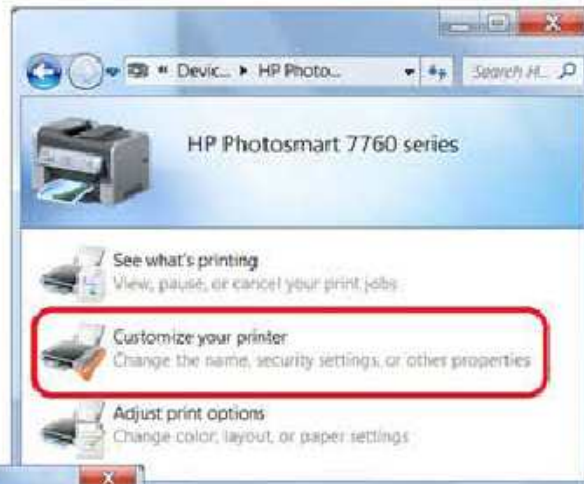 « Devic... ▸ HP Photo...
Search H...
HP Photosmart 7760 series
See what's printing
View, pause, or cancel your print jobs
Customize your printer
Change the name, security settings, or other properties
Adjust print options
Change color, layout, or paper settings